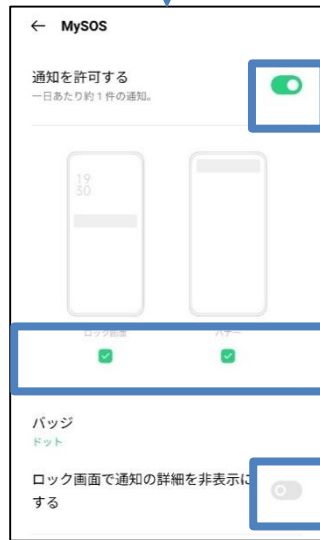 ← MySOS
通知を許可する
一日あたり約1件の通知。
19
30
ロック画面 バナー
バッジ
ドット
ロック画面で通知の詳細を非表示に
する